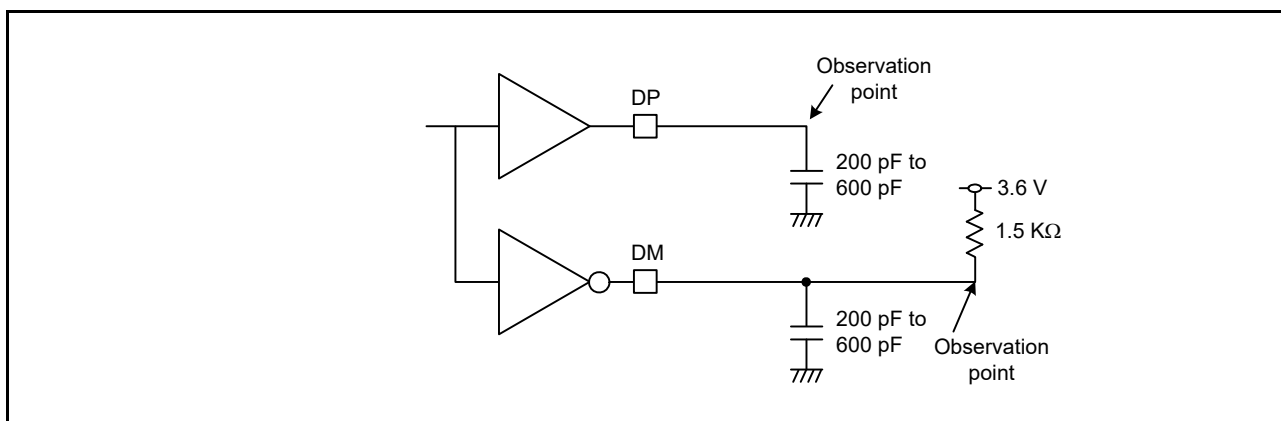 Observation
point
DP
200 pF to
600 pF
3.6 V
1.5 KΩ
DM
200 pF to
600 pF
Observation
point